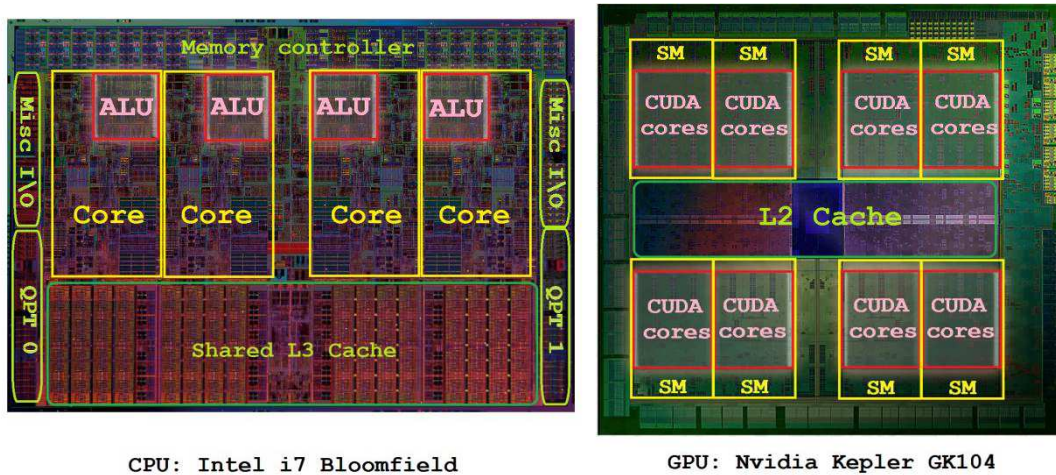 Memory controller
Misc I\O
ALU
ALU
ALU
ALU
Misc I\O
Core
Core
Core
Core
QPT 0
Shared L3 Cache
QPT 1
CPU: Intel i7 Bloomfield
SM
SM
SM
SM
CUDA
cores
CUDA
cores
CUDA
cores
CUDA
cores
L2 Cache
CUDA
cores
CUDA
cores
CUDA
cores
CUDA
cores
SM
SM
SM
SM
GPU: Nvidia Kepler GK104